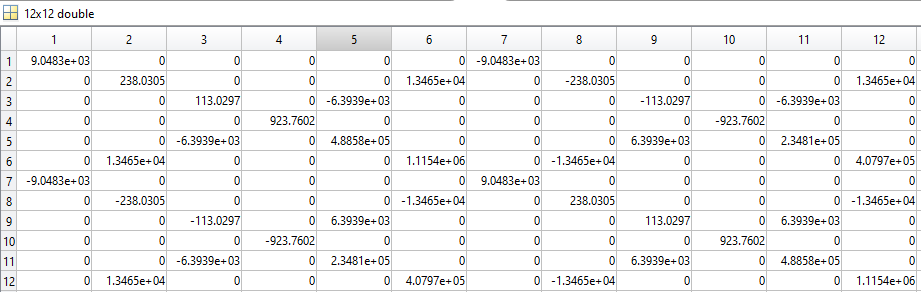 12x12 double
1 2 3 4 5 6 7 8 9 10 11 12
1 9.0483e+03 0 0 0 0 0 -9.0483e+03 0 0 0 0 0
2 0 238.0305 0 0 0 1.3465e+04 0 -238.0305 0 0 0 1.3465e+04
3 0 0 113.0297 0 -6.3939e+03 0 0 0 -113.0297 0 -6.3939e+03 0
4 0 0 0 923.7602 0 0 0 0 0 -923.7602 0 0
5 0 0 -6.3939e+03 0 4.8858e+05 0 0 0 6.3939e+03 0 2.3481e+05 0
6 0 1.3465e+04 0 0 0 1.1154e+06 0 -1.3465e+04 0 0 0 4.0797e+05
7 -9.0483e+03 0 0 0 0 0 9.0483e+03 0 0 0 0 0
8 0 -238.0305 0 0 0 -1.3465e+04 0 238.0305 0 0 0 -1.3465e+04
9 0 0 -113.0297 0 6.3939e+03 0 0 0 113.0297 0 6.3939e+03 0
10 0 0 0 -923.7602 0 0 0 0 0 923.7602 0 0
11 0 0 -6.3939e+03 0 2.3481e+05 0 0 0 6.3939e+03 0 4.8858e+05 0
12 0 1.3465e+04 0 0 0 4.0797e+05 0 -1.3465e+04 0 0 0 1.1154e+06